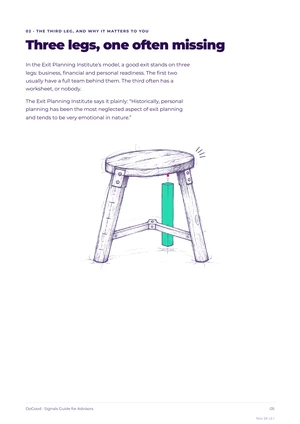 02 · THE THIRD LEG, AND WHY IT MATTERS TO YOU
Three legs, one often missing
In the Exit Planning Institute's model, a good exit stands on three
legs: business, financial and personal readiness. The first two
usually have a full team behind them. The third often has a
worksheet, or nobody.
The Exit Planning Institute says it plainly: "Historically, personal
planning has been the most neglected aspect of exit planning
and tends to be very emotional in nature."
Signals Guide for Advisors